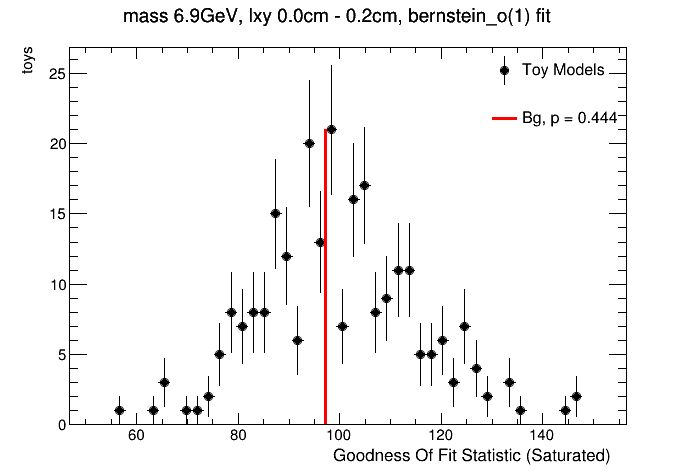 mass 6.9GeV, lxy 0.0cm - 0.2cm, bernstein_o(1) fit
toys
Toy Models
Bg, p = 0.444
25
20
15
10
5
0
60 80 100 120 140
Goodness Of Fit Statistic (Saturated)